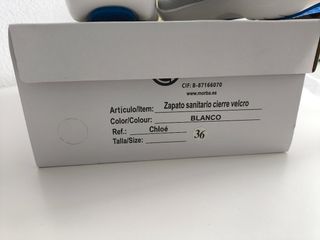 CIF: B-87166070
www.morba.es
Artículo/Item: Zapato sanitario cierre velcro
Color/Colour: BLANCO
Ref.: Chloé
Talla/Size: 36